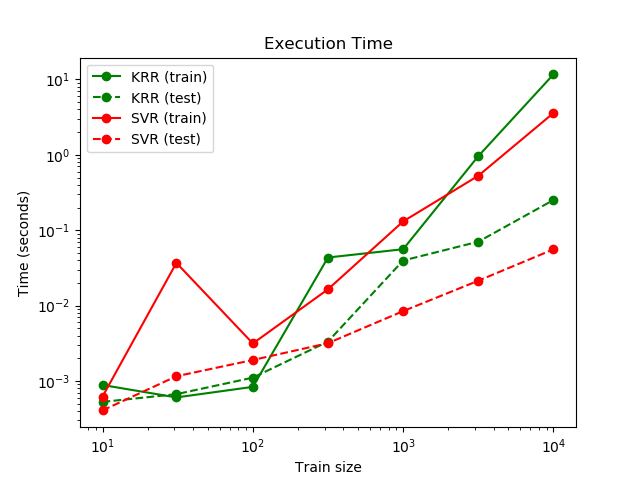 Execution Time
KRR (train)
KRR (test)
SVR (train)
SVR (test)
Time (seconds)
10¹
10⁰
10⁻¹
10⁻²
10⁻³
10¹ 10² 10³ 10⁴
Train size